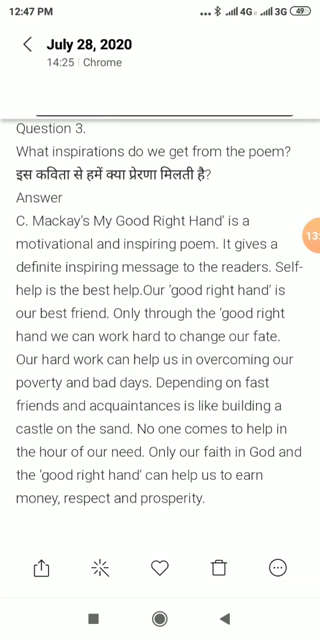 12:47 PM
... 4G 3G 49
July 28, 2020
14:25 | Chrome
Question 3.
What inspirations do we get from the poem?
इस कविता से हमें क्या प्रेरणा मिलती है?
Answer
C. Mackay's My Good Right Hand' is a
motivational and inspiring poem. It gives a
definite inspiring message to the readers. Self-
help is the best help.Our 'good right hand' is
our best friend. Only through the 'good right
hand we can work hard to change our fate.
Our hard work can help us in overcoming our
poverty and bad days. Depending on fast
friends and acquaintances is like building a
castle on the sand. No one comes to help in
the hour of our need. Only our faith in God and
the 'good right hand' can help us to earn
money, respect and prosperity.